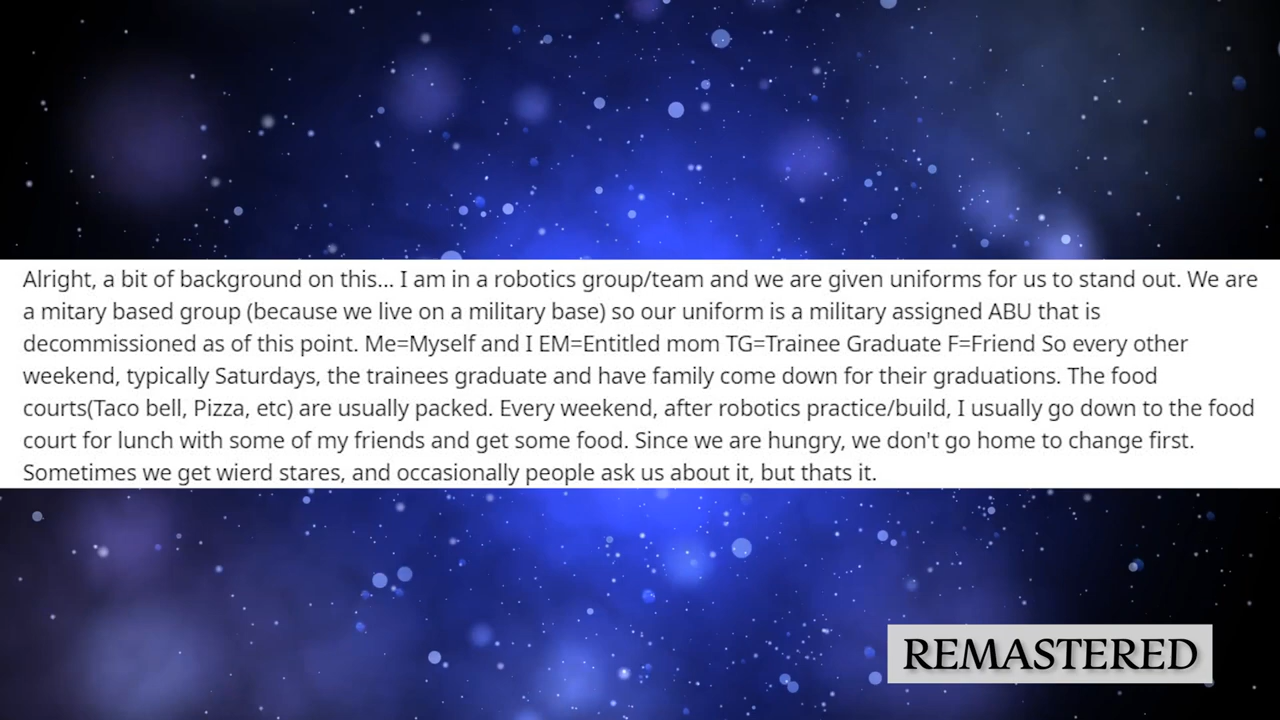 Alright, a bit of background on this... I am in a robotics group/team and we are given uniforms for us to stand out. We are
a mitary based group (because we live on a military base) so our uniform is a military assigned ABU that is
decommissioned as of this point. Me=Myself and I EM=Entitled mom TG=Trainee Graduate F=Friend So every other
weekend, typically Saturdays, the trainees graduate and have family come down for their graduations. The food
courts(Taco bell, Pizza, etc) are usually packed. Every weekend, after robotics practice/build, I usually go down to the food
court for lunch with some of my friends and get some food. Since we are hungry, we don't go home to change first.
Sometimes we get wierd stares, and occasionally people ask us about it, but thats it.
REMASTERED